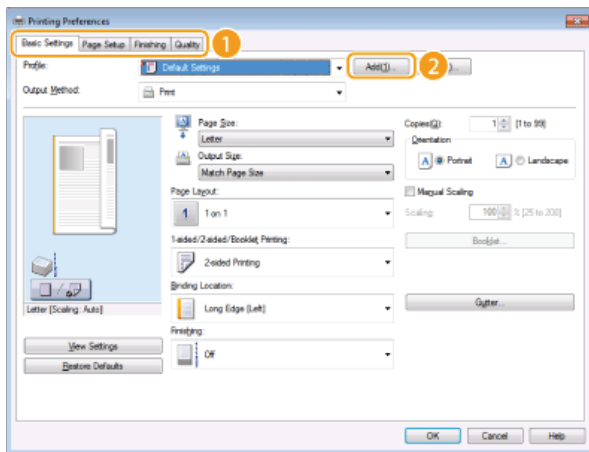 Printing Preferences
Basic Settings Page Setup Finishing Quality 1
Profile: Default Settings Add(1)... 2 )...
Output Method: Print
Page Size:
Letter
Copies(Q): 1 [1 to 99]
Output Size:
Match Page Size
Orientation
A Portrait A Landscape
Page Layout:
1 1 on 1
Manual Scaling
Scaling: 100 % [25 to 200]
1-sided/2-sided/Booklet Printing:
2-sided Printing
Booklet...
Binding Location:
Long Edge (Left)
Gutter...
Letter [Scaling: Auto]
Finishing:
Off
View Settings
Restore Defaults
OK Cancel Help